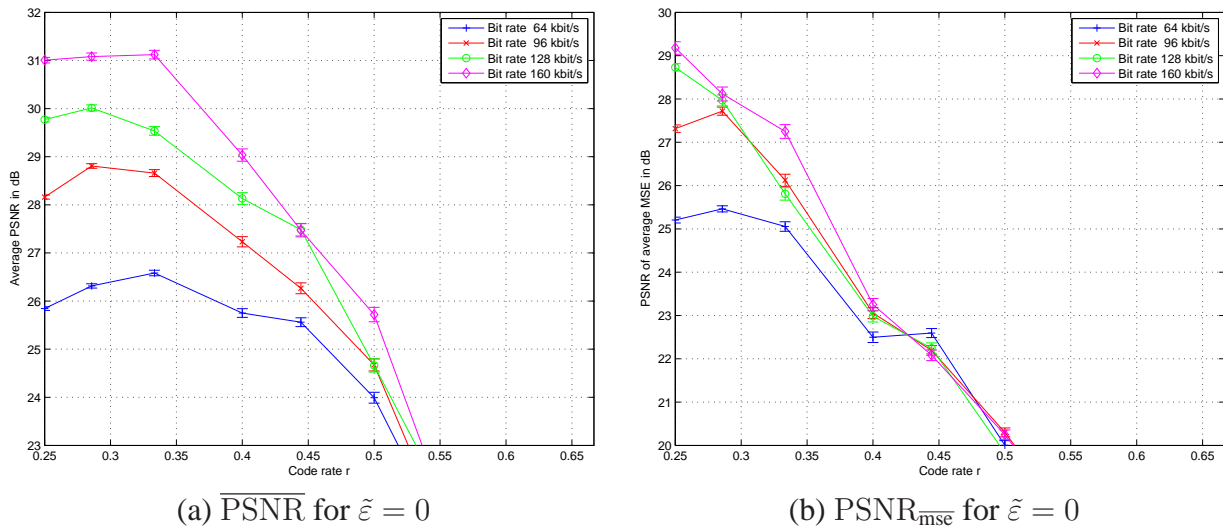 32
31
30
29
28
27
26
25
24
23
0.25
0.3
0.35
0.4
0.45
0.5
0.55
0.6
0.65
Code rate r
Average PSNR in dB
Bit rate 64 kbit/s
Bit rate 96 kbit/s
Bit rate 128 kbit/s
Bit rate 160 kbit/s
(a) \overline{PSNR} for ε̃ = 0
30
29
28
27
26
25
24
23
22
21
20
0.25
0.3
0.35
0.4
0.45
0.5
0.55
0.6
0.65
Code rate r
PSNR of average MSE in dB
Bit rate 64 kbit/s
Bit rate 96 kbit/s
Bit rate 128 kbit/s
Bit rate 160 kbit/s
(b) PSNR_{\overline{mse}} for ε̃ = 0